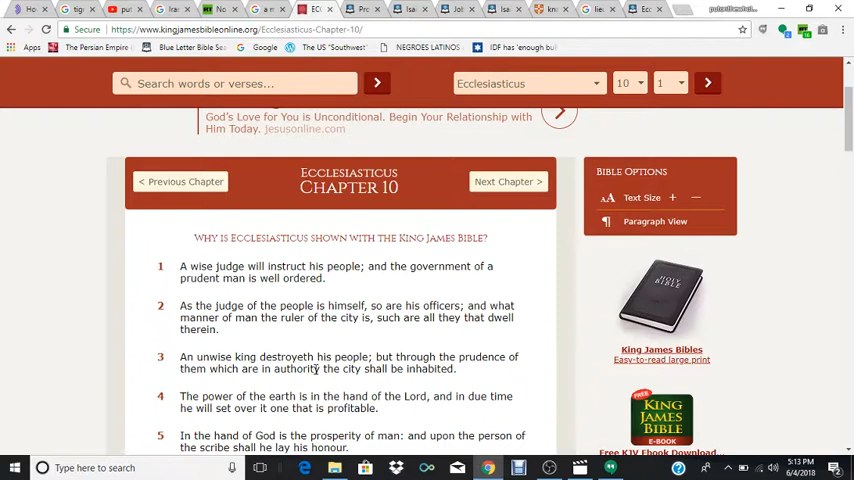 Secure https://www.kingjamesbibleonline.org/Ecclesiasticus-Chapter-10/
Apps The Persian Empire Blue Letter Bible Sea Google The US "Southwest" NEGROES LATINOS IDF has 'enough bul
Search words or verses...
Ecclesiasticus 10 1
God's Love for You is Unconditional. Begin Your Relationship with
Him Today. jesusonline.com
< Previous Chapter
Ecclesiasticus
Chapter 10
Next Chapter >
Why is Ecclesiasticus shown with the King James Bible?
1 A wise judge will instruct his people; and the government of a
prudent man is well ordered.
2 As the judge of the people is himself, so are his officers; and what
manner of man the ruler of the city is, such are all they that dwell
therein.
3 An unwise king destroyeth his people; but through the prudence of
them which are in authority the city shall be inhabited.
4 The power of the earth is in the hand of the Lord, and in due time
he will set over it one that is profitable.
5 In the hand of God is the prosperity of man: and upon the person of
the scribe shall he lay his honour.
Bible Options
AA Text Size + —
¶ Paragraph View
HOLY
BIBLE
King James Bibles
Easy-to-read large print
KING
JAMES
BIBLE
E-BOOK
Free KJV Ebook Download...
Type here to search
5:13 PM
6/4/2018